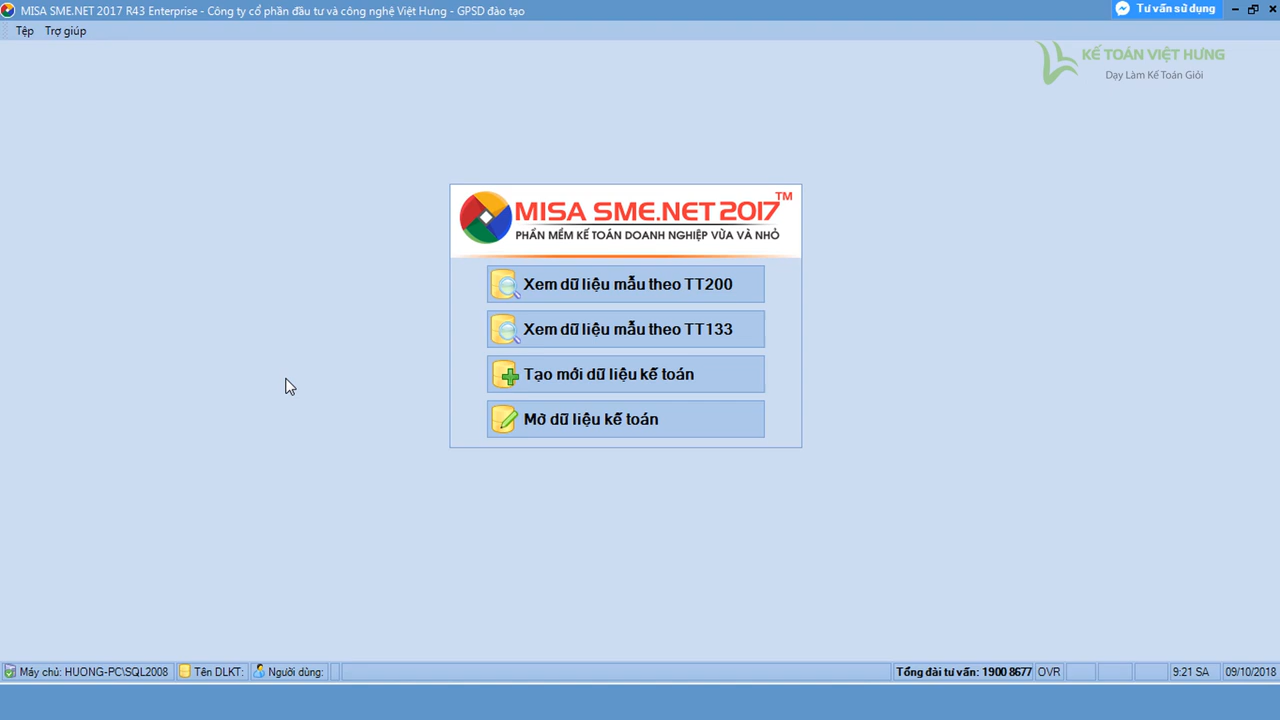 MISA SME.NET 2017 R43 Enterprise - Công ty cổ phần đầu tư và công nghệ Việt Hưng - GPSD đào tạo
Tư vấn sử dụng
Tệp Trợ giúp
KẾ TOÁN VIỆT HƯNG
Dạy Làm Kế Toán Giỏi
MISA SME.NET 2017 TM
PHẦN MỀM KẾ TOÁN DOANH NGHIỆP VỪA VÀ NHỎ
Xem dữ liệu mẫu theo TT200
Xem dữ liệu mẫu theo TT133
Tạo mới dữ liệu kế toán
Mở dữ liệu kế toán
Máy chủ: HUONG-PC\SQL2008 Tên DLKT: Người dùng: Tổng đài tư vấn: 1900 8677 OVR 9:21 SA 09/10/2018